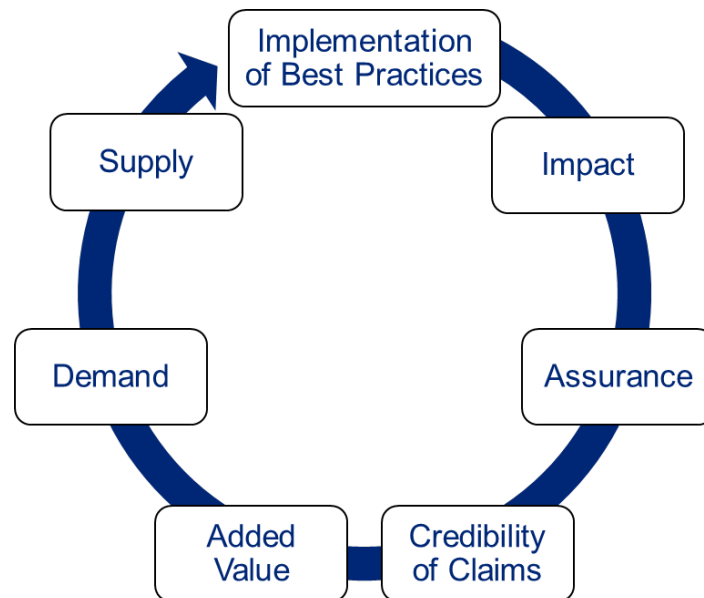 Implementation
of Best Practices
Impact
Assurance
Credibility
of Claims
Added
Value
Demand
Supply